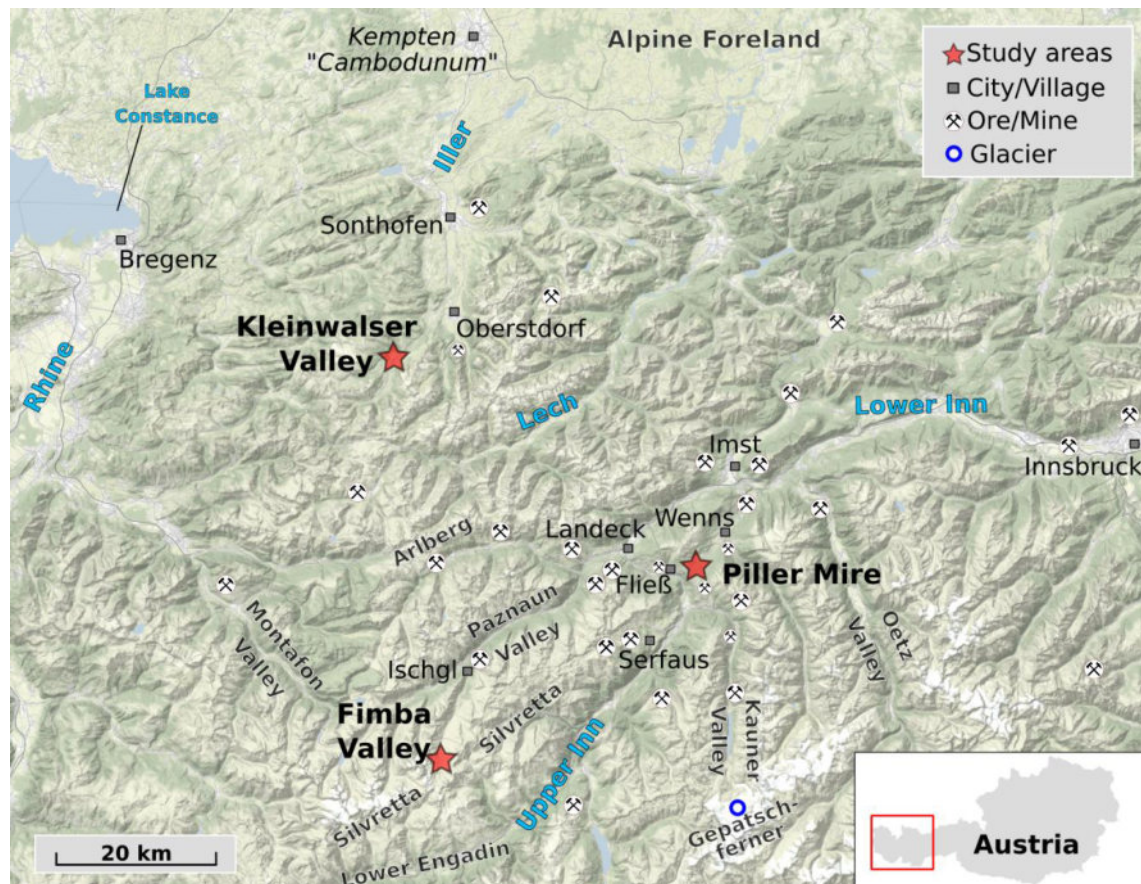 Kempten
"Cambodunum"
Alpine Foreland
Study areas
City/Village
Ore/Mine
Glacier
Lake
Constance
Iller
Sonthofen
Bregenz
Rhine
Kleinwalser
Valley
Oberstdorf
Lech
Lower Inn
Imst
Innsbruck
Arlberg
Landeck
Wenns
Fließ
Piller Mire
Montafon
Valley
Paznaun
Valley
Ischgl
Serfaus
Oetz
Valley
Fimba
Valley
Silvretta
Silvretta
Upper Inn
Kauner
Valley
Gepatsch-
ferner
Lower Engadin
20 km
Austria